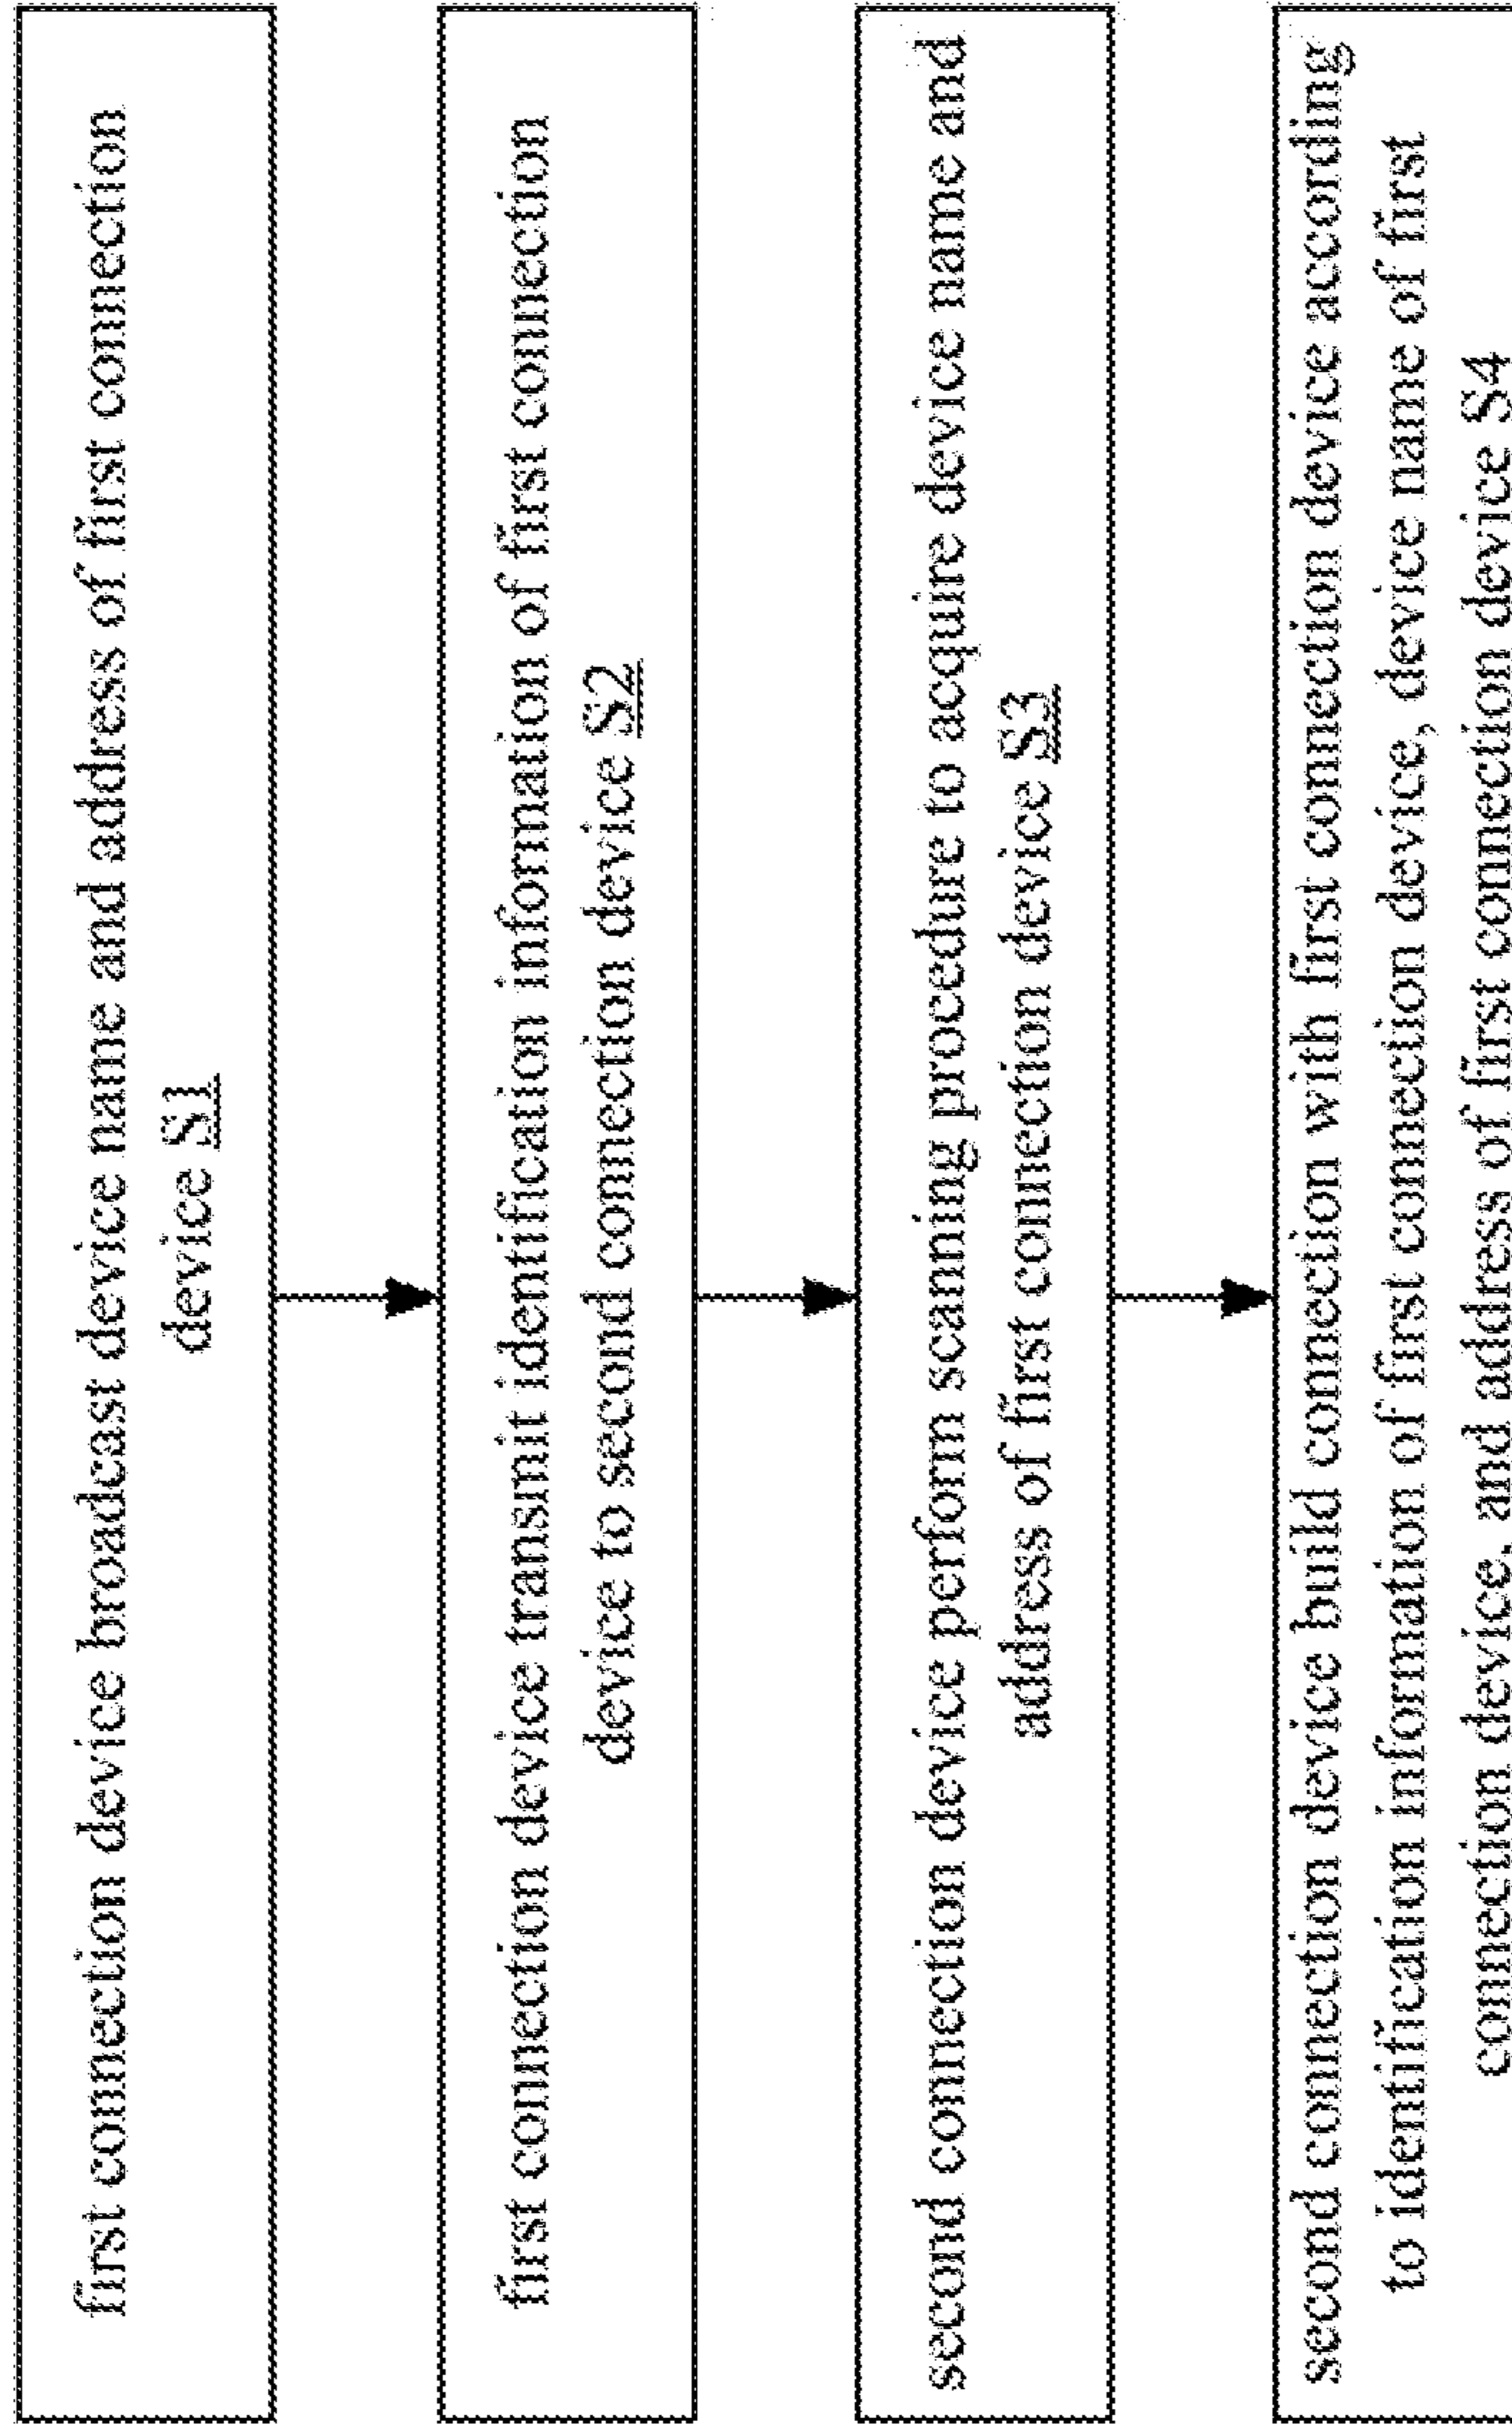 first connection device broadcast device name and address of first connection
device S1
first connection device transmit identification information of first connection
device to second connection device S2
second connection device perform scanning procedure to acquire device name and
address of first connection device S3
second connection device build connection with first connection device according
to identification information of first connection device, device name of first
connection device, and address of first connection device S4